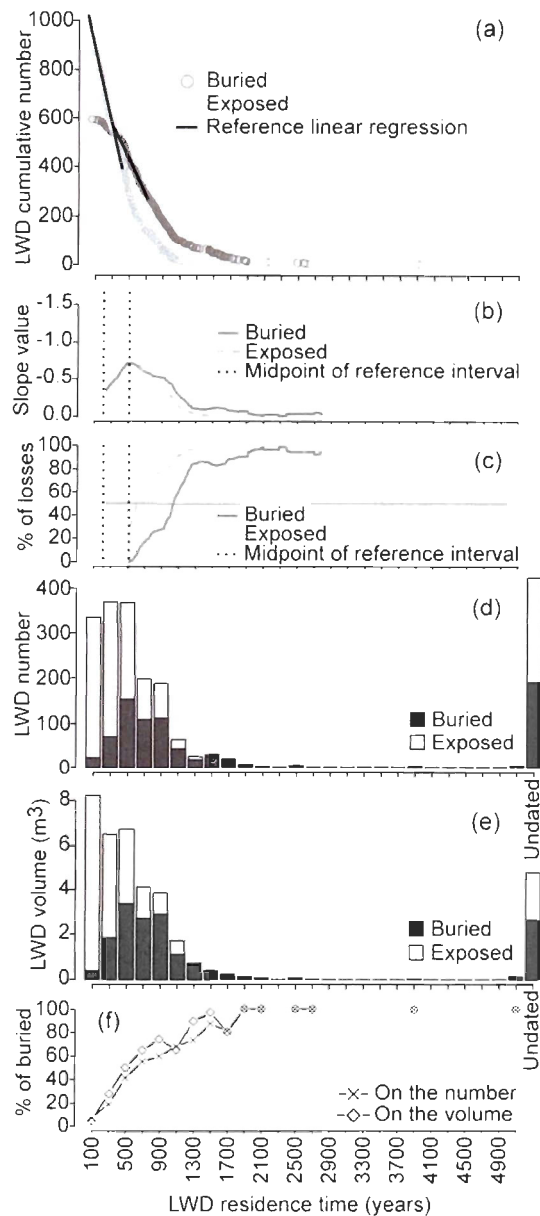 (a)
LWD cumulative number
1000
800
600
400
200
0
Buried
Exposed
Reference linear regression
(b)
Slope value
-1.5
-1.0
-0.5
0.0
Buried
Exposed
Midpoint of reference interval
(c)
% of losses
100
80
60
40
20
0
Buried
Exposed
Midpoint of reference interval
(d)
LWD number
400
300
200
100
0
Buried
Exposed
Undated
(e)
LWD volume (m3)
8
6
4
2
0
Buried
Exposed
Undated
(f)
% of buried
100
80
60
40
20
0
On the number
On the volume
100 500 900 1300 1700 2100 2500 2900 3300 3700 4100 4500 4900
LWD residence time (years)